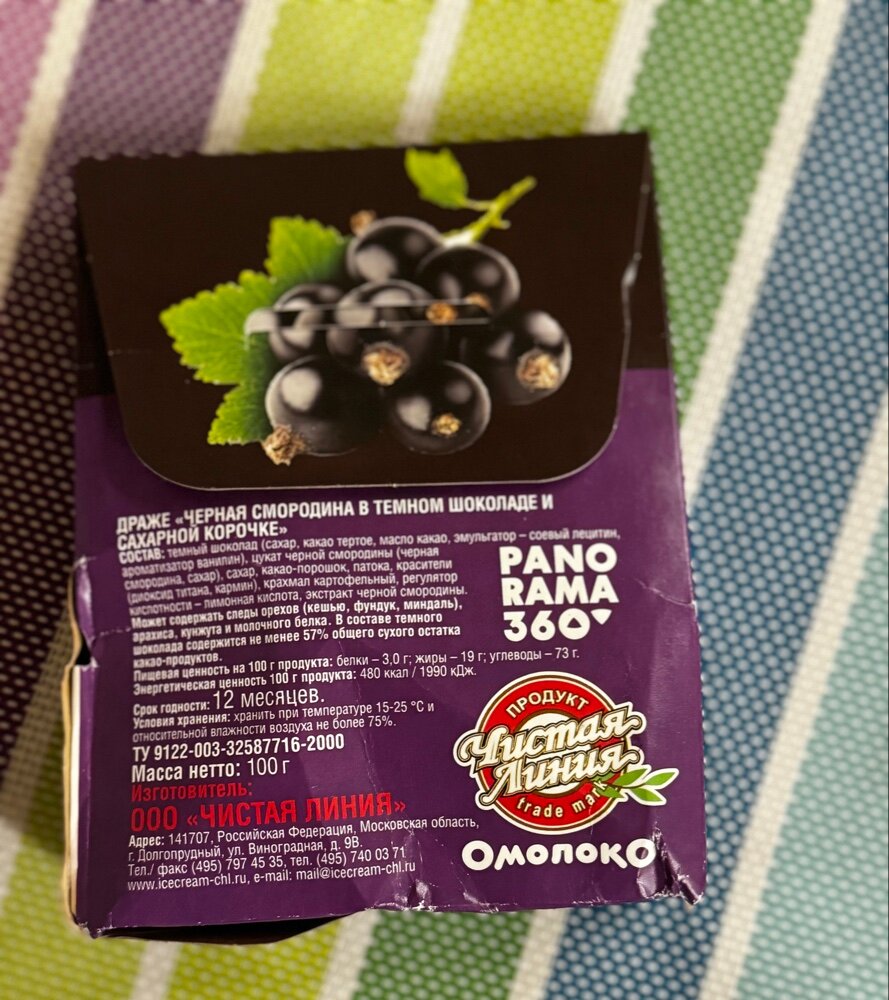 ДРАЖЕ «ЧЕРНАЯ СМОРОДИНА В ТЕМНОМ ШОКОЛАДЕ И
САХАРНОЙ КОРОЧКЕ»
СОСТАВ: темный шоколад (сахар, какао тертое, масло какао, эмульгатор – соевый лецитин,
ароматизатор ванилин), цукат черной смородины (черная
смородина, сахар), сахар, какао-порошок, патока, красители
(диоксид титана, кармин), крахмал картофельный, регулятор
кислотности – лимонная кислота, экстракт черной смородины.
Может содержать следы орехов (кешью, фундук, миндаль),
арахиса, кунжута и молочного белка. В составе темного
шоколада содержится не менее 57% общего сухого остатка
какао-продуктов.
Пищевая ценность на 100 г продукта: белки – 3,0 г; жиры – 19 г; углеводы – 73 г.
Энергетическая ценность 100 г продукта: 480 ккал / 1990 кДж.
Срок годности: 12 месяцев.
Условия хранения: хранить при температуре 15-25 °С и
относительной влажности воздуха не более 75%.
ТУ 9122-003-32587716-2000
Масса нетто: 100 г
Изготовитель:
ООО «ЧИСТАЯ ЛИНИЯ»
Адрес: 141707, Российская Федерация, Московская область,
г. Долгопрудный, ул. Виноградная, д. 9В.
Тел./ факс (495) 797 45 35, тел. (495) 740 03 71
www.icecream-chl.ru, e-mail: mail@icecream-chl.ru
PANO
RAMA
360
ПРОДУКТ
Чистая
Линия
trade mark
ОМОЛОКО